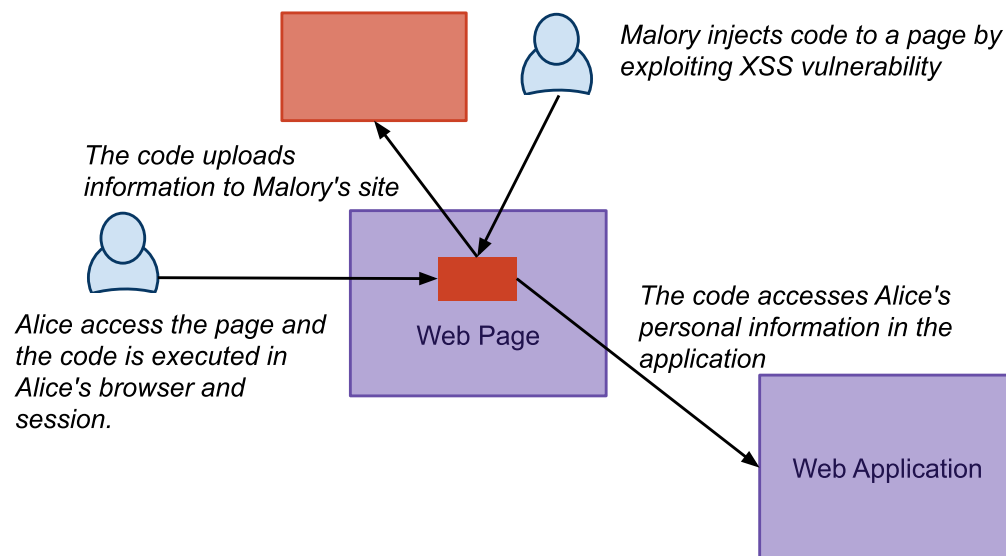 Malory injects code to a page by
exploiting XSS vulnerability
The code uploads
information to Malory's site
Alice access the page and
the code is executed in
Alice's browser and
session.
Web Page
The code accesses Alice's
personal information in the
application
Web Application